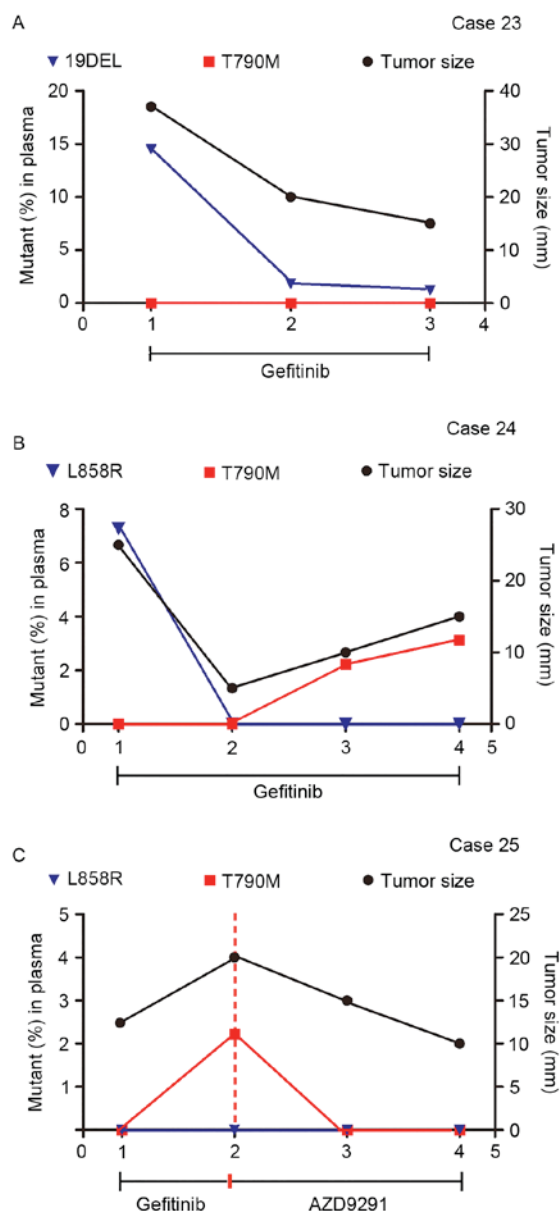 A
Case 23
19DEL T790M Tumor size
Mutant (%) in plasma
20
15
10
5
0
Tumor size (mm)
40
30
20
10
0
0 1 2 3 4
Gefitinib
B
Case 24
L858R T790M Tumor size
Mutant (%) in plasma
8
6
4
2
0
Tumor size (mm)
30
20
10
0
0 1 2 3 4 5
Gefitinib
C
Case 25
L858R T790M Tumor size
Mutant (%) in plasma
5
4
3
2
1
Tumor size (mm)
25
20
15
10
5
0
0 1 2 3 4 5
Gefitinib AZD9291